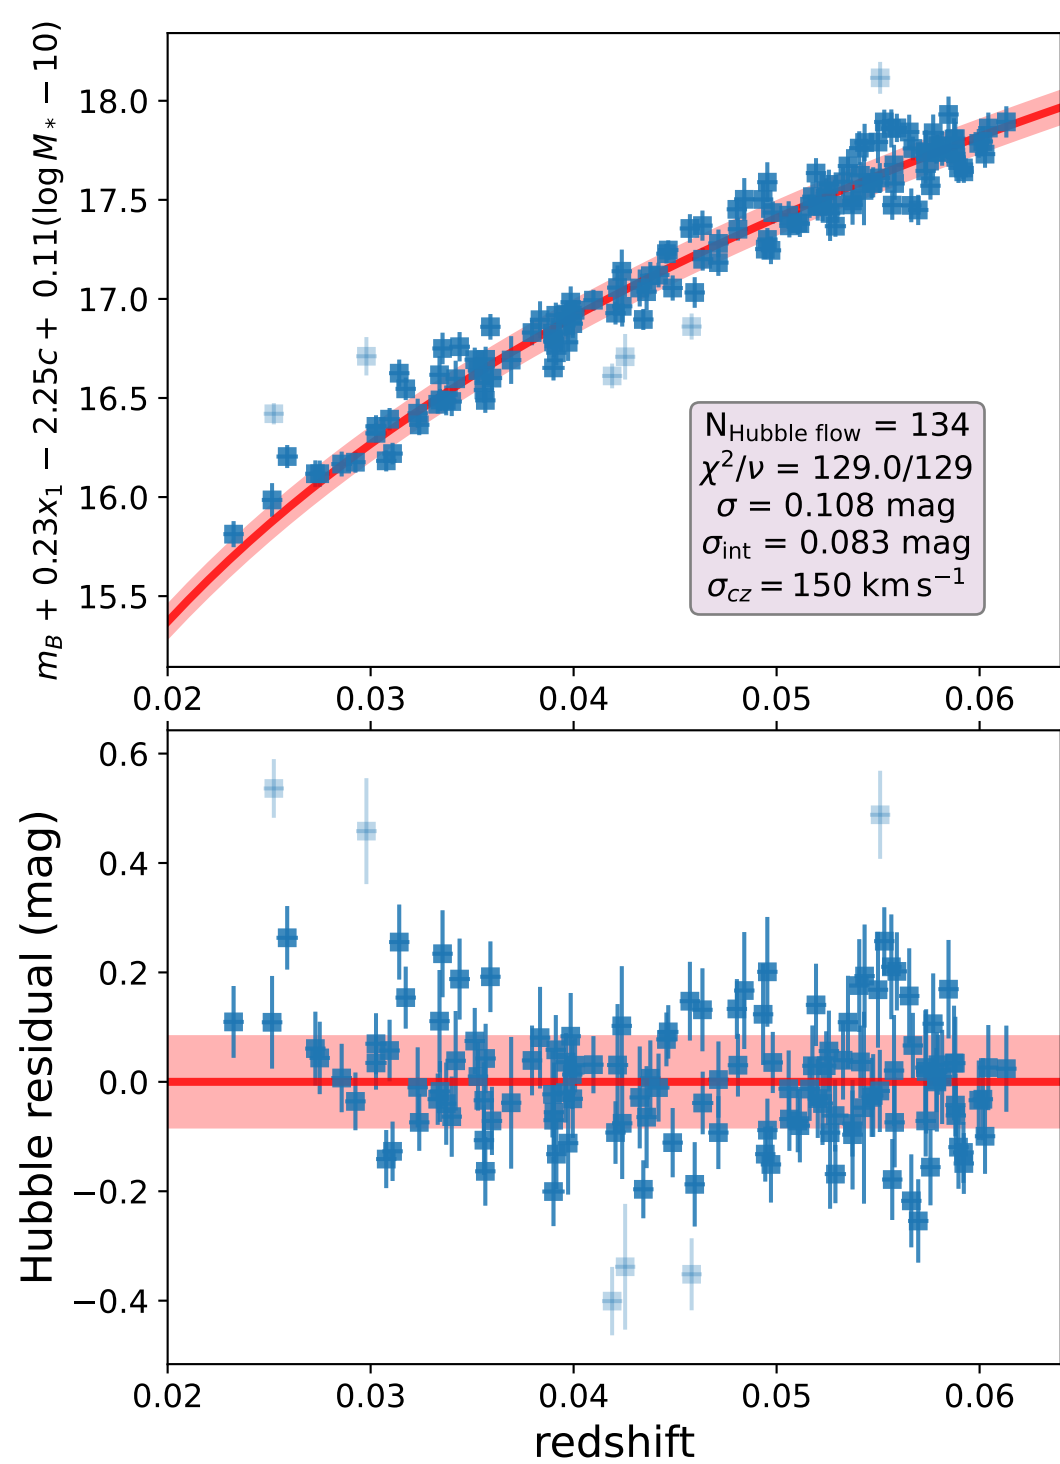 m_B + 0.23x_1 − 2.25c + 0.11(log M_* − 10)
18.0
17.5
17.0
16.5
16.0
15.5
N_Hubble flow = 134
χ²/ν = 129.0/129
σ = 0.108 mag
σ_int = 0.083 mag
σ_cz = 150 km s⁻¹
0.02 0.03 0.04 0.05 0.06
Hubble residual (mag)
0.6
0.4
0.2
0.0
−0.2
−0.4
0.02 0.03 0.04 0.05 0.06
redshift